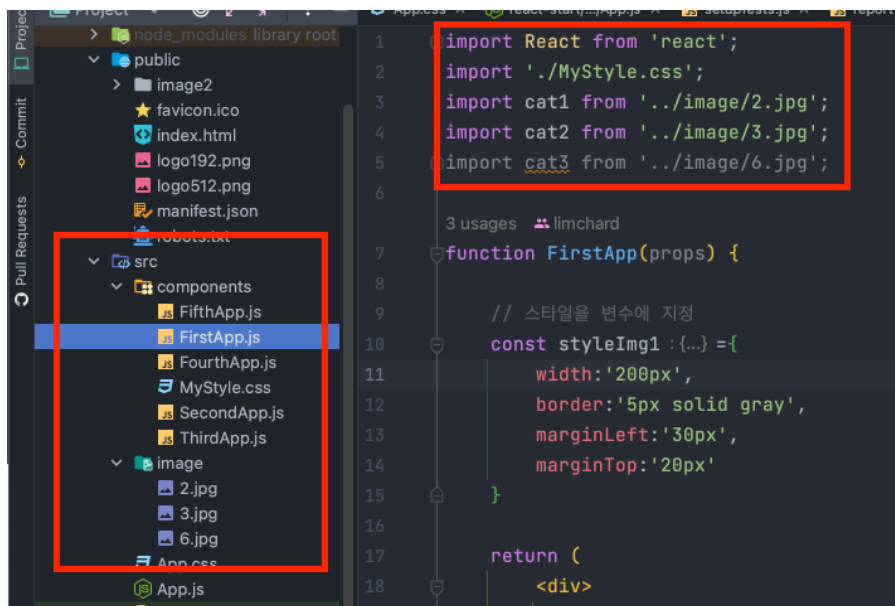 Project
App.css
react-start/.../App.js
setupTests.js
report
Project
Commit
Pull Requests
node_modules library root
public
image2
favicon.ico
index.html
logo192.png
logo512.png
manifest.json
robots.txt
src
components
FifthApp.js
FirstApp.js
FourthApp.js
MyStyle.css
SecondApp.js
ThirdApp.js
image
2.jpg
3.jpg
6.jpg
App.css
App.js
1 import React from 'react';
2 import './MyStyle.css';
3 import cat1 from '../image/2.jpg';
4 import cat2 from '../image/3.jpg';
5 import cat3 from '../image/6.jpg';
6
3 usages limchard
7 function FirstApp(props) {
8
9 // 스타일을 변수에 지정
10 const styleImg1 : {...} ={
11 width:'200px',
12 border:'5px solid gray',
13 marginLeft:'30px',
14 marginTop:'20px'
15 }
16
17 return (
18 <div>